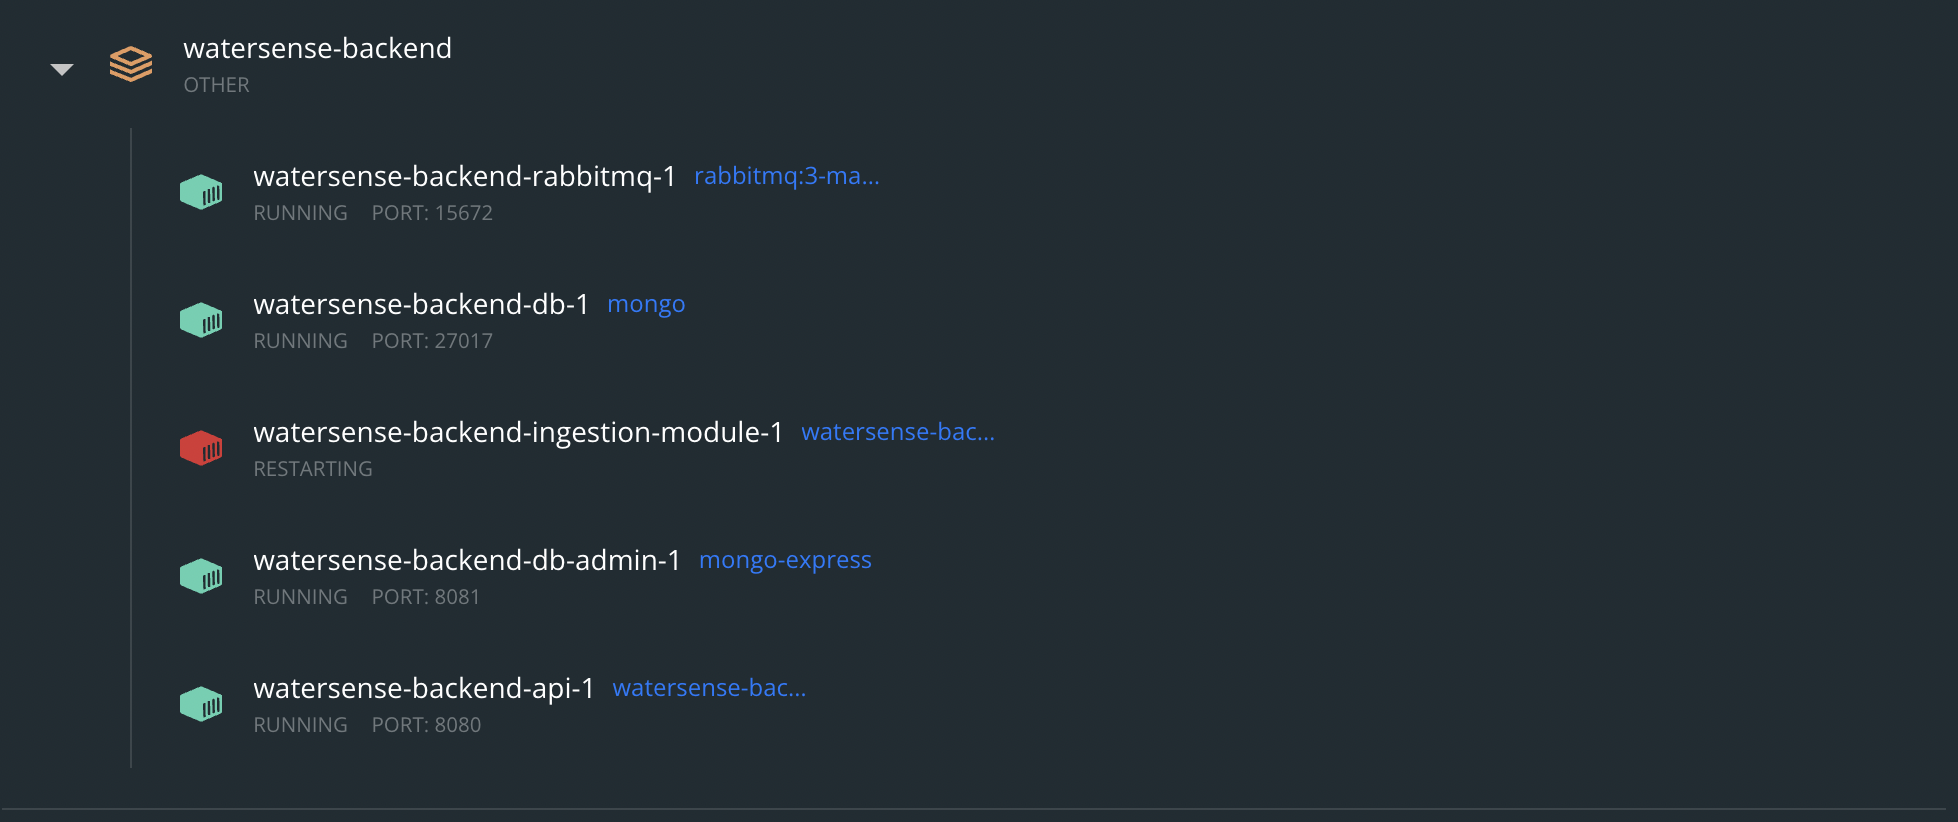 watersense-backend
OTHER
watersense-backend-rabbitmq-1 rabbitmq:3-ma...
RUNNING PORT: 15672
watersense-backend-db-1 mongo
RUNNING PORT: 27017
watersense-backend-ingestion-module-1 watersense-bac...
RESTARTING
watersense-backend-db-admin-1 mongo-express
RUNNING PORT: 8081
watersense-backend-api-1 watersense-bac...
RUNNING PORT: 8080